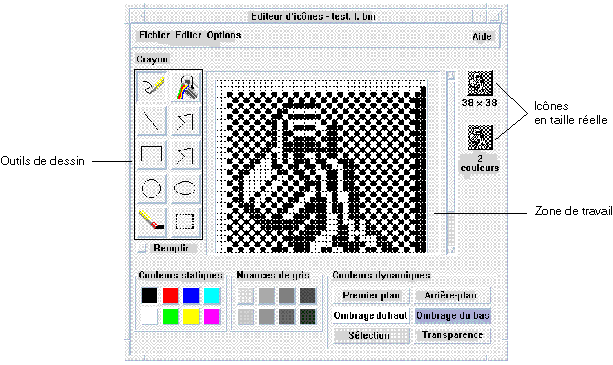 Editeur d'icônes - test. l. bm
Fichier Editer Options
Aide
Crayon
38 × 38
Icônes
en taille réelle
2
couleurs
Outils de dessin
Zone de travail
Remplir
Couleurs statiques
Nuances de gris
Couleurs dynamiques
Premier plan
Arrière-plan
Ombrage du haut
Ombrage du bas
Sélection
Transparence